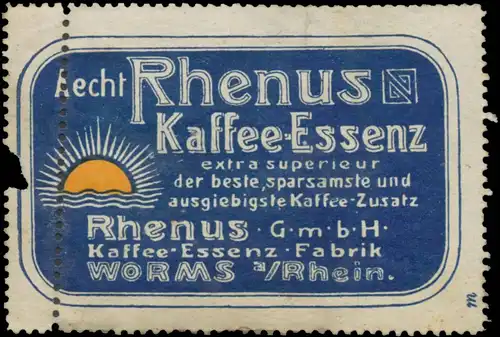 Aecht Rhenus
Kaffee-Essenz
extra superieur
der beste, sparsamste und
ausgiebigste Kaffee-Zusatz
Rhenus · G · m · b · H ·
Kaffee · Essenz · Fabrik
WORMS a/Rhein.
m